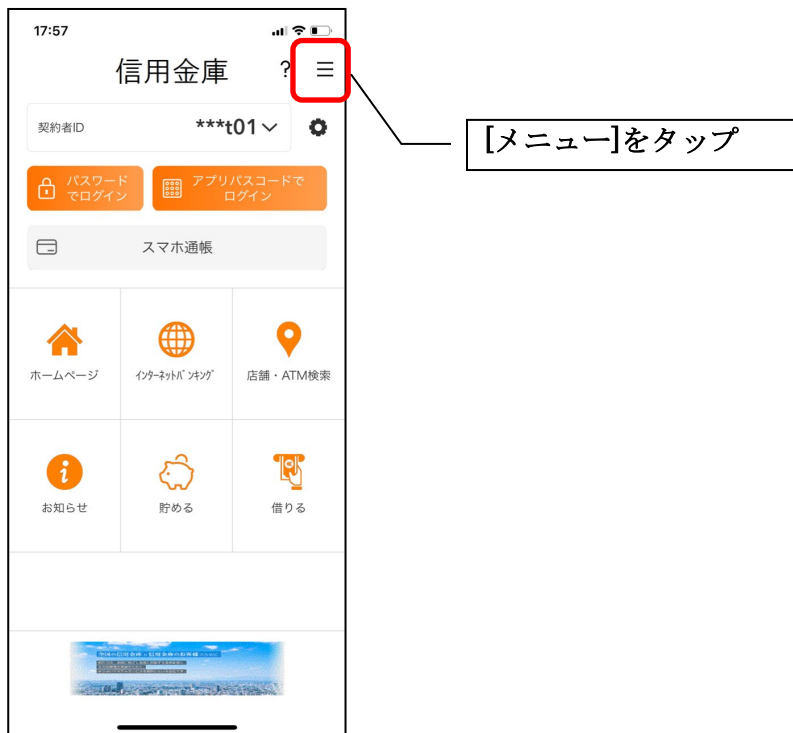 17:57
信用金庫 ?
[メニュー]をタップ
契約者ID ***t01
パスワード
でログイン
アプリパスコードで
ログイン
スマホ通帳
ホームページ
インターネットバンキング
店舗・ATM検索
お知らせ
貯める
借りる